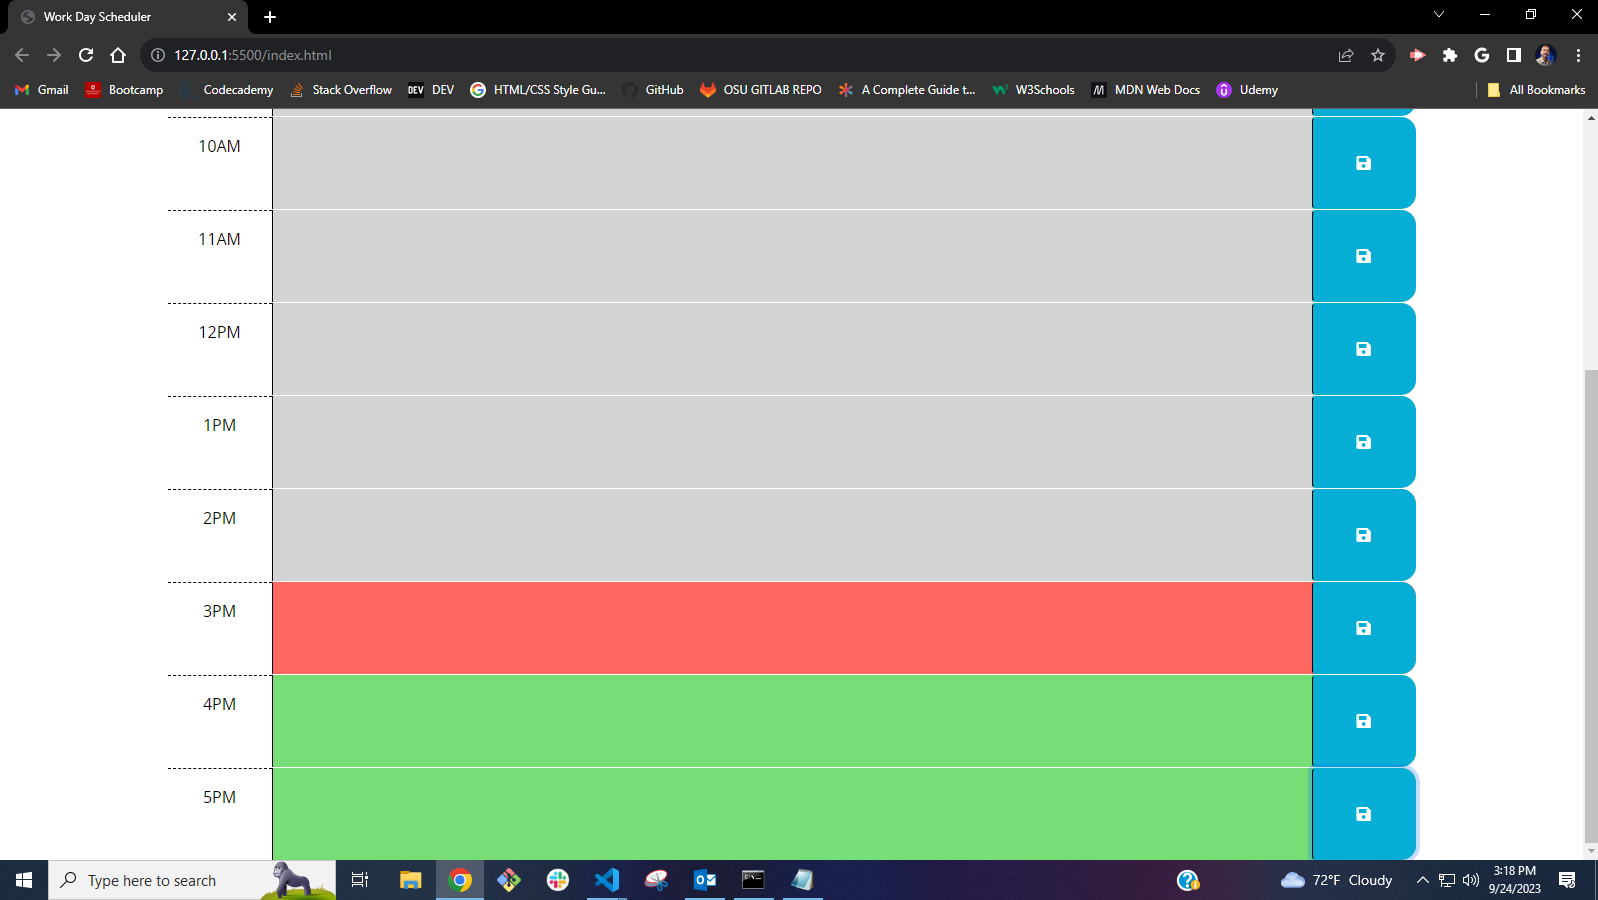 Work Day Scheduler
127.0.0.1:5500/index.html
Gmail Bootcamp Codecademy Stack Overflow DEV DEV HTML/CSS Style Gu... GitHub OSU GITLAB REPO A Complete Guide t... W3Schools MDN Web Docs Udemy All Bookmarks
10AM
11AM
12PM
1PM
2PM
3PM
4PM
5PM
Type here to search
72°F Cloudy
3:18 PM
9/24/2023